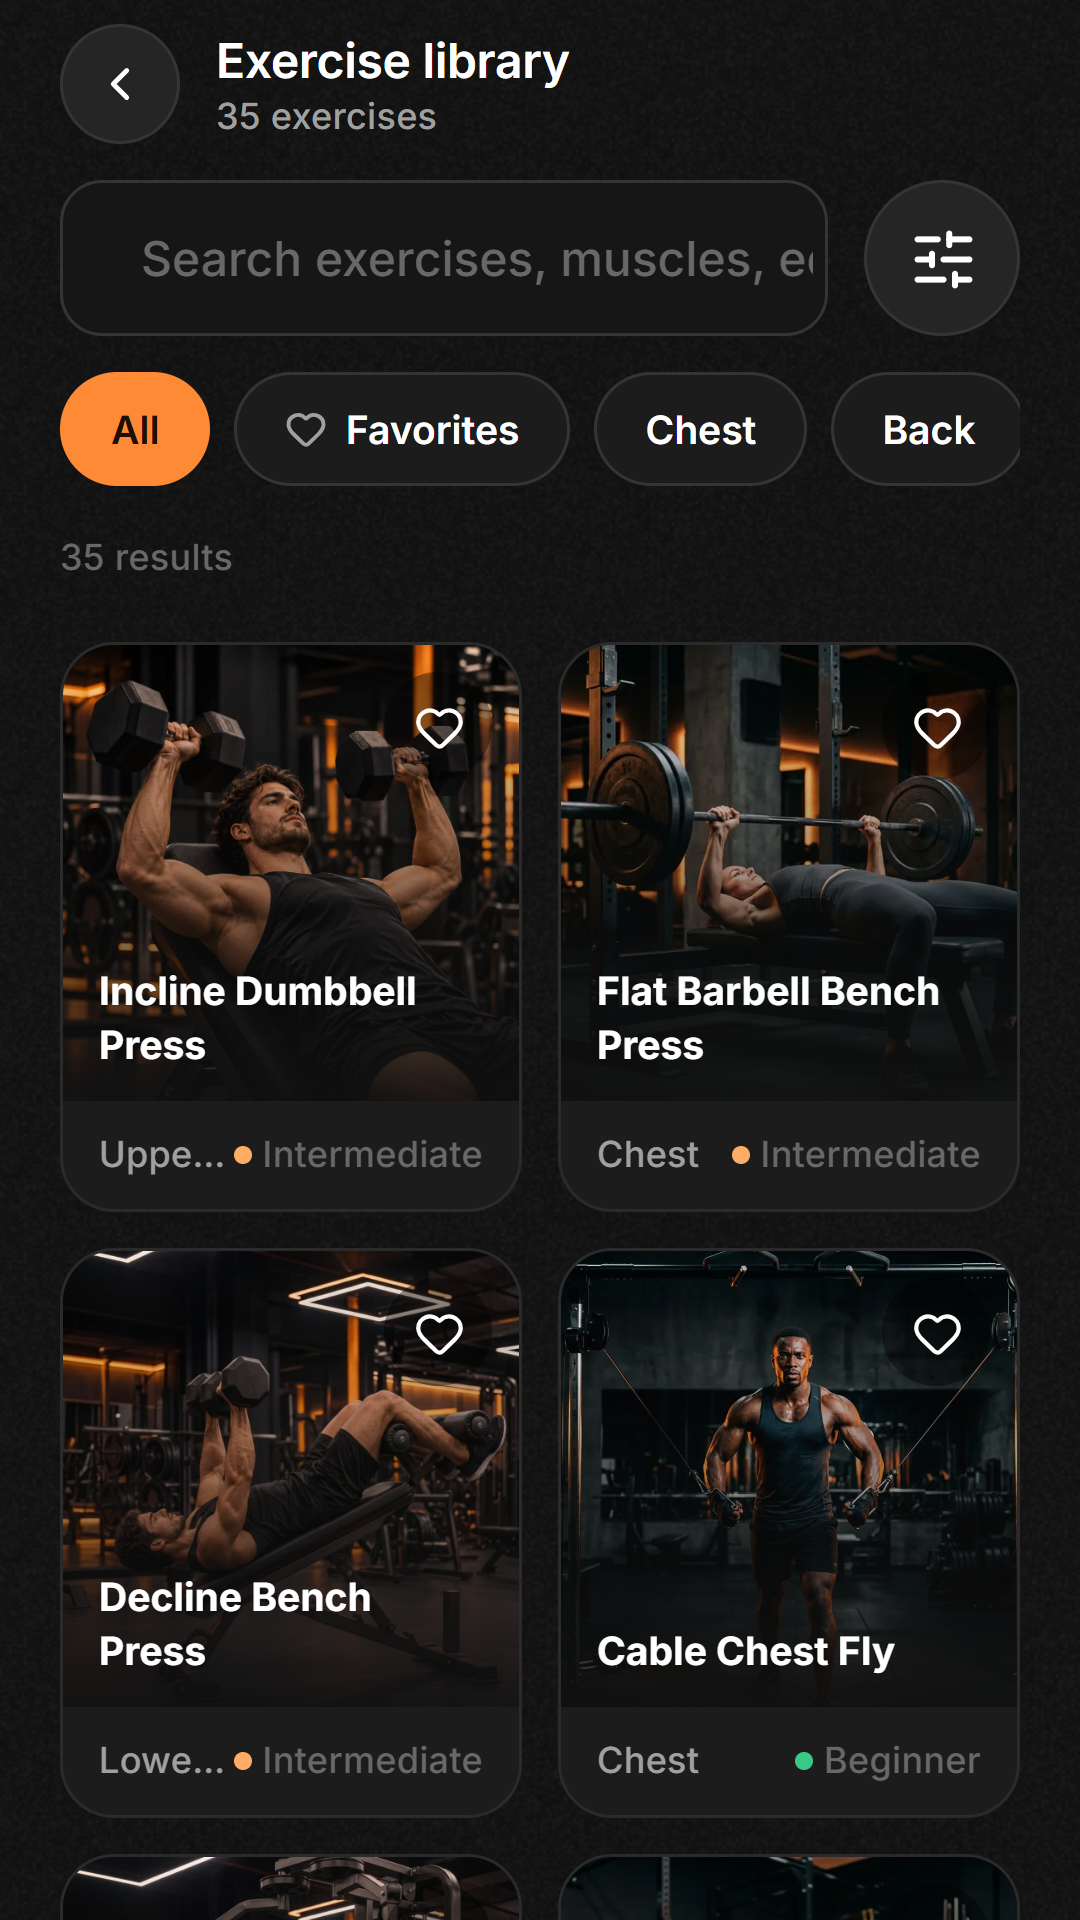 Exercise library
35 exercises
Search exercises, muscles,
All
Favorites
Chest
Back
35 results
Incline Dumbbell
Press
Uppe... Intermediate
Flat Barbell Bench
Press
Chest Intermediate
Decline Bench
Press
Lowe... Intermediate
Cable Chest Fly
Chest Beginner